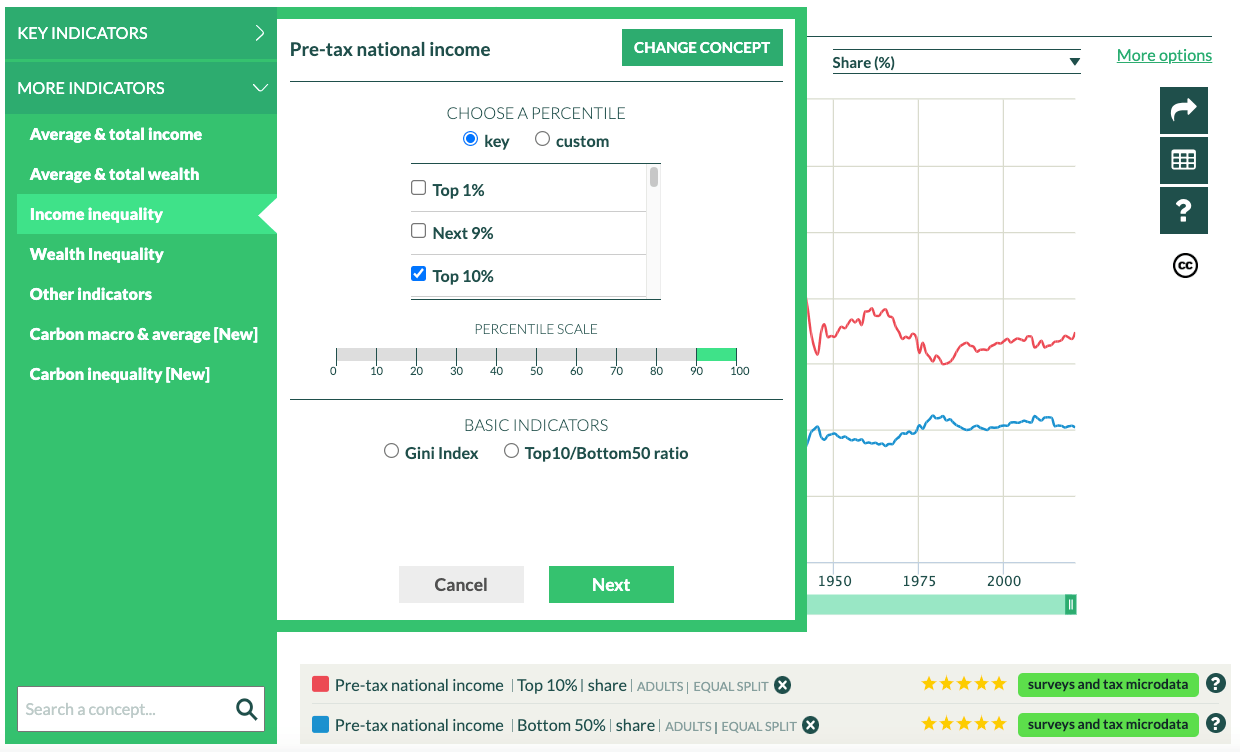 KEY INDICATORS
MORE INDICATORS
Average & total income
Average & total wealth
Income inequality
Wealth Inequality
Other indicators
Carbon macro & average [New]
Carbon inequality [New]
Search a concept...
Pre-tax national income
CHANGE CONCEPT
CHOOSE A PERCENTILE
key custom
Top 1%
Next 9%
Top 10%
PERCENTILE SCALE
0 10 20 30 40 50 60 70 80 90 100
BASIC INDICATORS
Gini Index Top10/Bottom50 ratio
Cancel Next
Share (%)
More options
?
cc
1950 1975 2000
Pre-tax national income | Top 10% | share | ADULTS | EQUAL SPLIT surveys and tax microdata ?
Pre-tax national income | Bottom 50% | share | ADULTS | EQUAL SPLIT surveys and tax microdata ?